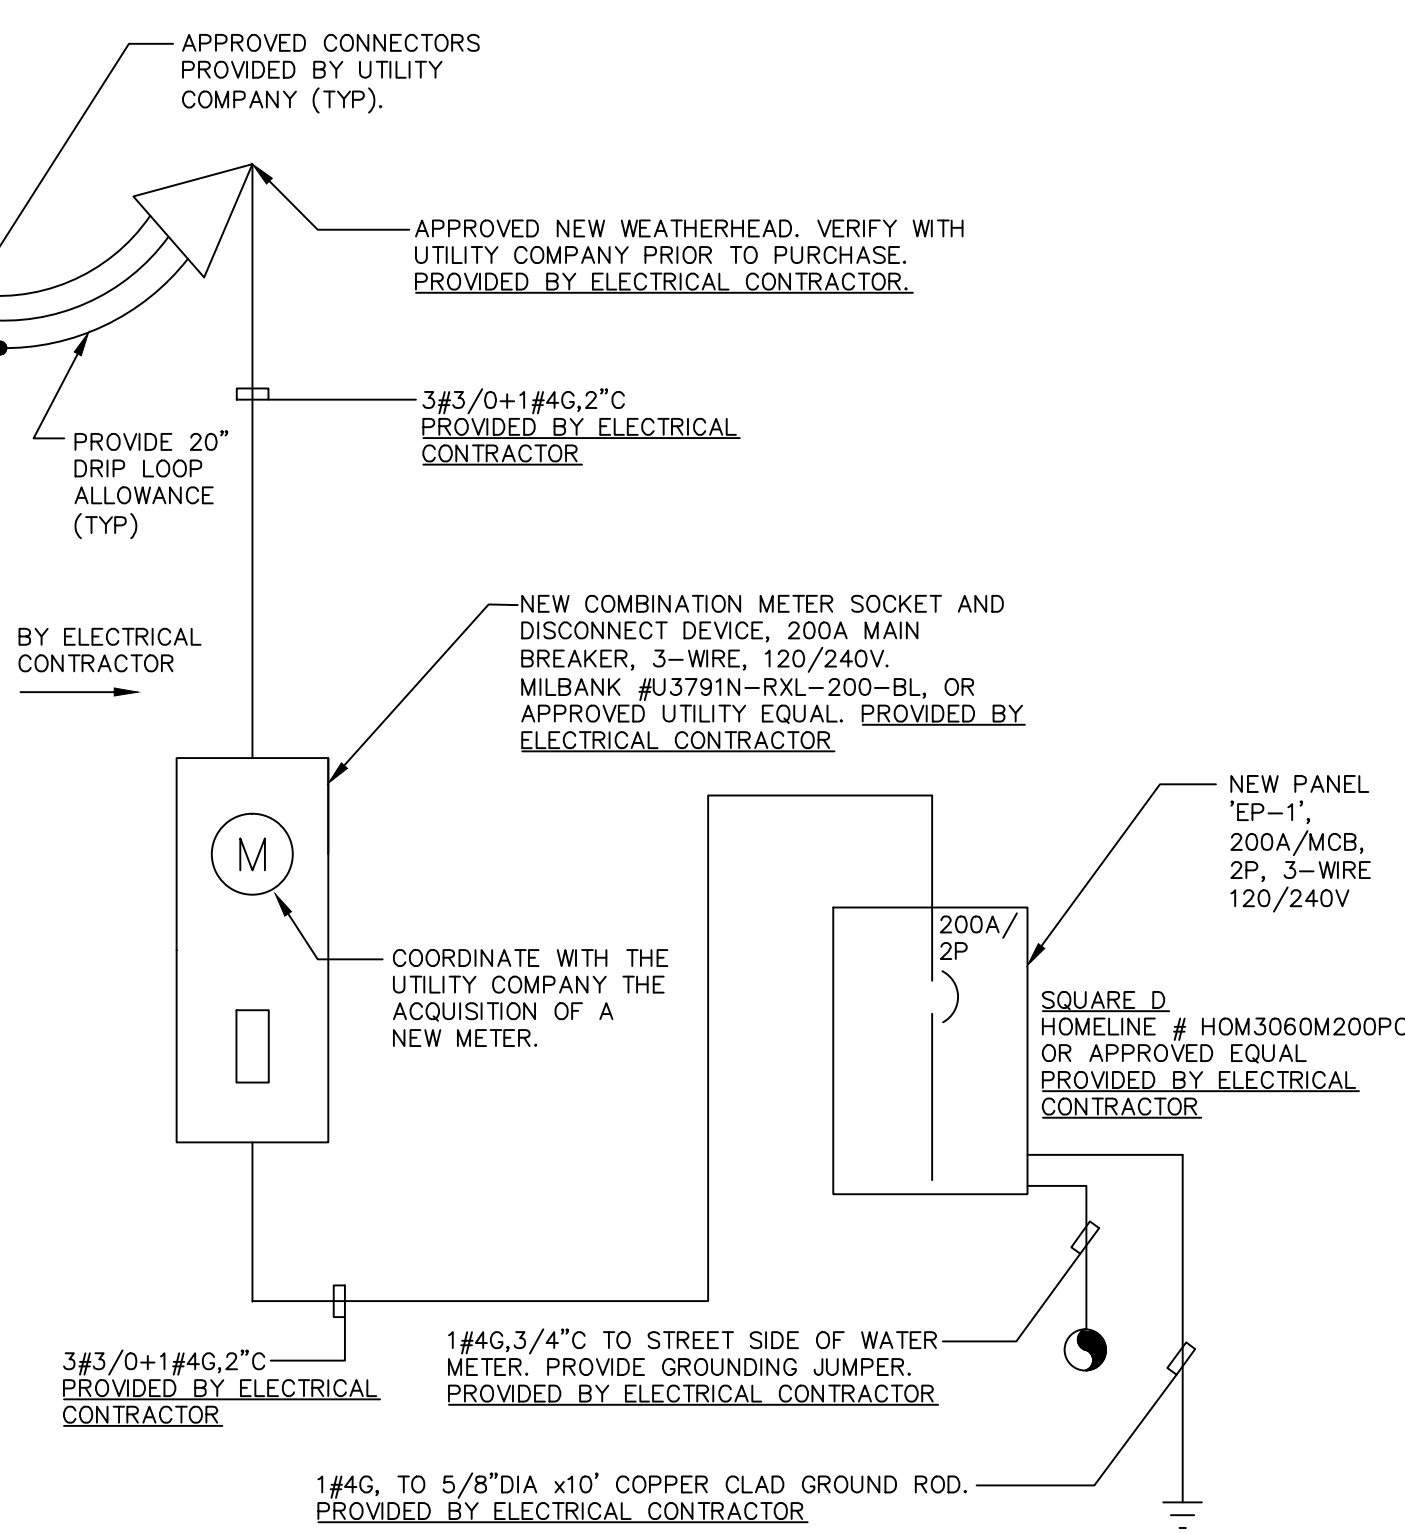 APPROVED CONNECTORS
PROVIDED BY UTILITY
COMPANY (TYP).
APPROVED NEW WEATHERHEAD. VERIFY WITH
UTILITY COMPANY PRIOR TO PURCHASE.
PROVIDED BY ELECTRICAL CONTRACTOR.
3#3/0+1#4G,2"C
PROVIDED BY ELECTRICAL
CONTRACTOR
PROVIDE 20"
DRIP LOOP
ALLOWANCE
(TYP)
BY ELECTRICAL
CONTRACTOR
NEW COMBINATION METER SOCKET AND
DISCONNECT DEVICE, 200A MAIN
BREAKER, 3-WIRE, 120/240V.
MILBANK #U3791N-RXL-200-BL, OR
APPROVED UTILITY EQUAL. PROVIDED BY
ELECTRICAL CONTRACTOR
NEW PANEL
'EP-1',
200A/MCB,
2P, 3-WIRE
120/240V
M
200A/
2P
COORDINATE WITH THE
UTILITY COMPANY THE
ACQUISITION OF A
NEW METER.
SQUARE D
HOMELINE # HOM3060M200PC
OR APPROVED EQUAL
PROVIDED BY ELECTRICAL
CONTRACTOR
3#3/0+1#4G,2"C
PROVIDED BY ELECTRICAL
CONTRACTOR
1#4G,3/4"C TO STREET SIDE OF WATER
METER. PROVIDE GROUNDING JUMPER.
PROVIDED BY ELECTRICAL CONTRACTOR
1#4G, TO 5/8"DIA x10' COPPER CLAD GROUND ROD.
PROVIDED BY ELECTRICAL CONTRACTOR